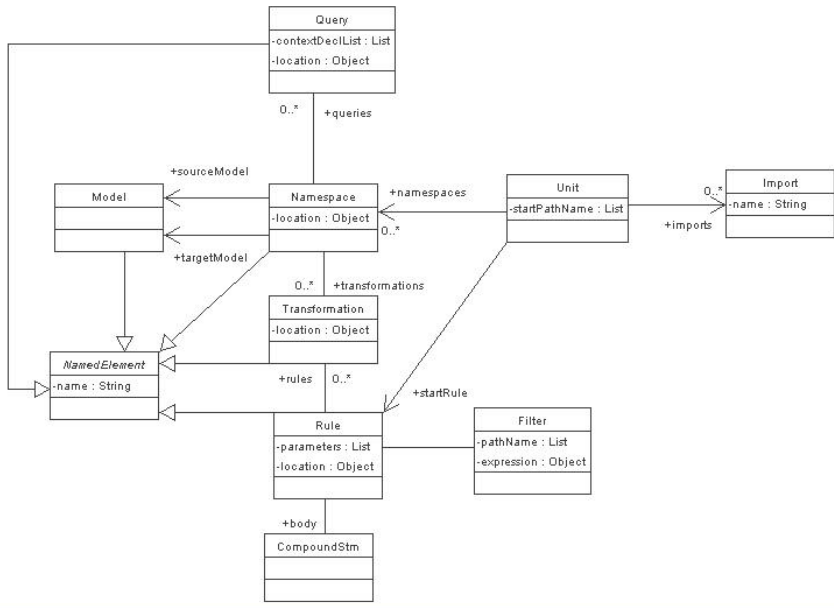 Query
-contextDeclList : List
-location : Object
0..*
+queries
+sourceModel
Model
Namespace
-location : Object
+namespaces
0..*
Unit
-startPathName : List
0..*
+imports
Import
-name : String
+targetModel
0..*
+transformations
Transformation
-location : Object
NamedElement
-name : String
+rules
0..*
+startRule
Rule
-parameters : List
-location : Object
Filter
-pathName : List
-expression : Object
+body
CompoundStm